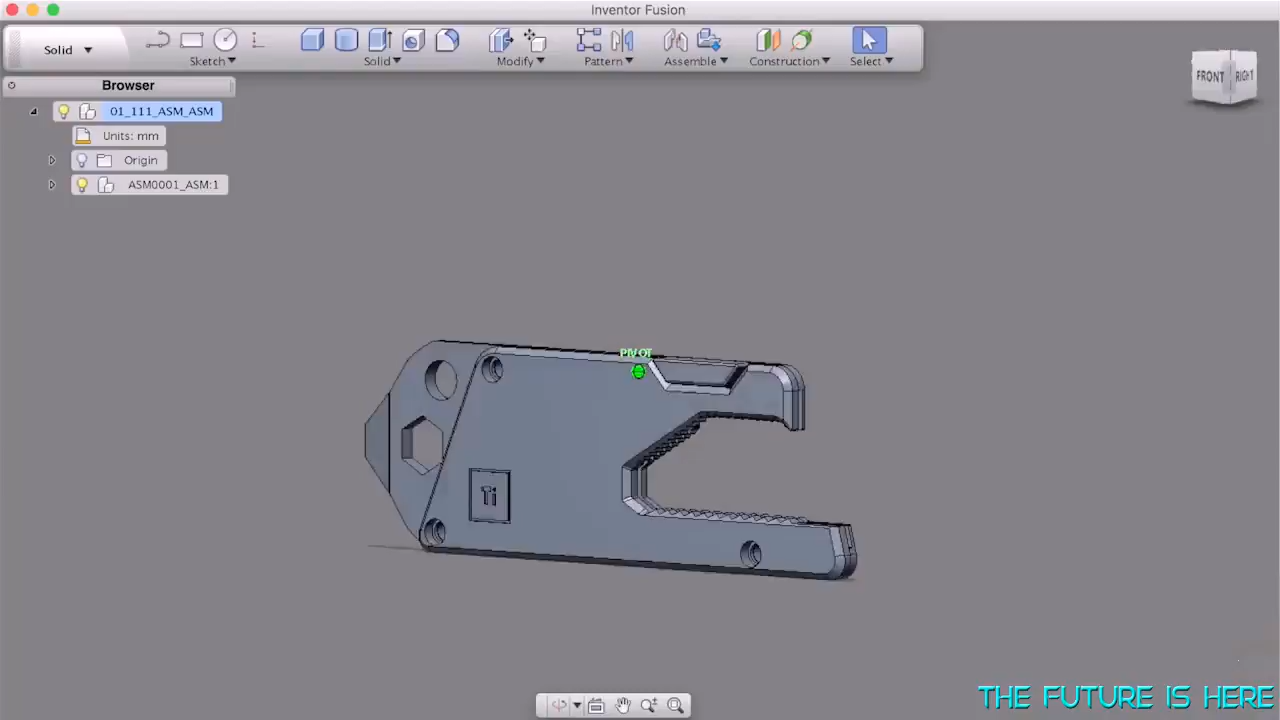 Inventor Fusion
Solid
Sketch
Solid
Modify
Pattern
Assemble
Construction
Select
FRONT
RIGHT
Browser
01_111_ASM_ASM
Units: mm
Origin
ASM0001_ASM:1
PIVOT
Ti
THE FUTURE IS HERE